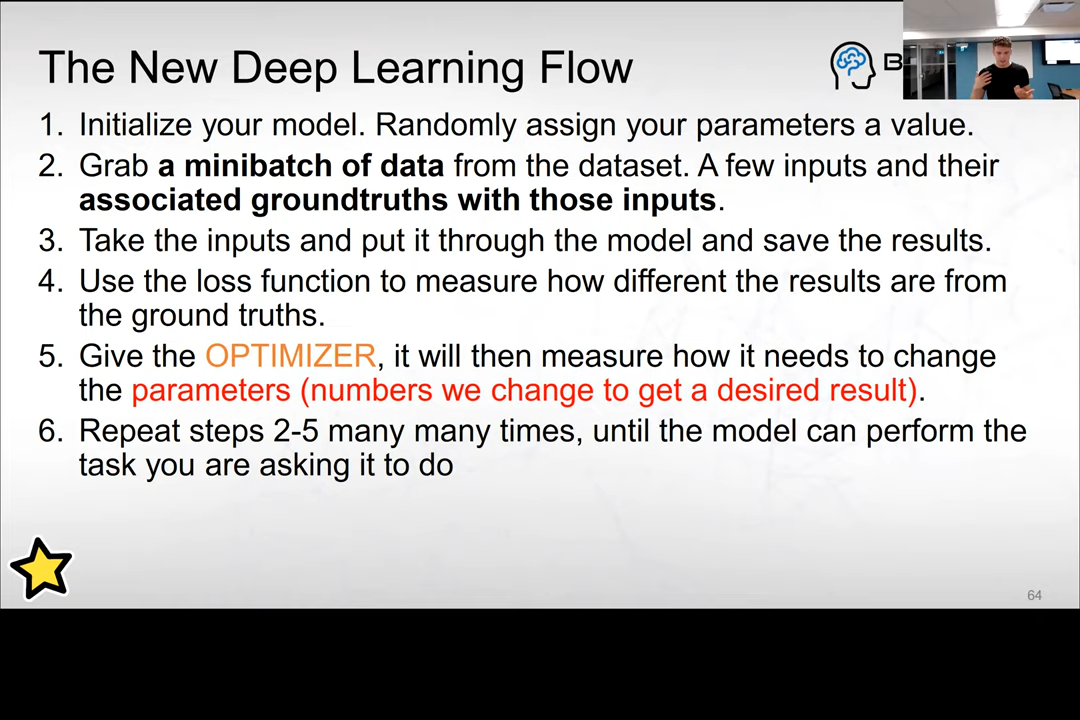 The New Deep Learning Flow
B
1. Initialize your model. Randomly assign your parameters a value.
2. Grab a minibatch of data from the dataset. A few inputs and their
associated groundtruths with those inputs.
3. Take the inputs and put it through the model and save the results.
4. Use the loss function to measure how different the results are from
the ground truths.
5. Give the OPTIMIZER, it will then measure how it needs to change
the parameters (numbers we change to get a desired result).
6. Repeat steps 2-5 many many times, until the model can perform the
task you are asking it to do
64